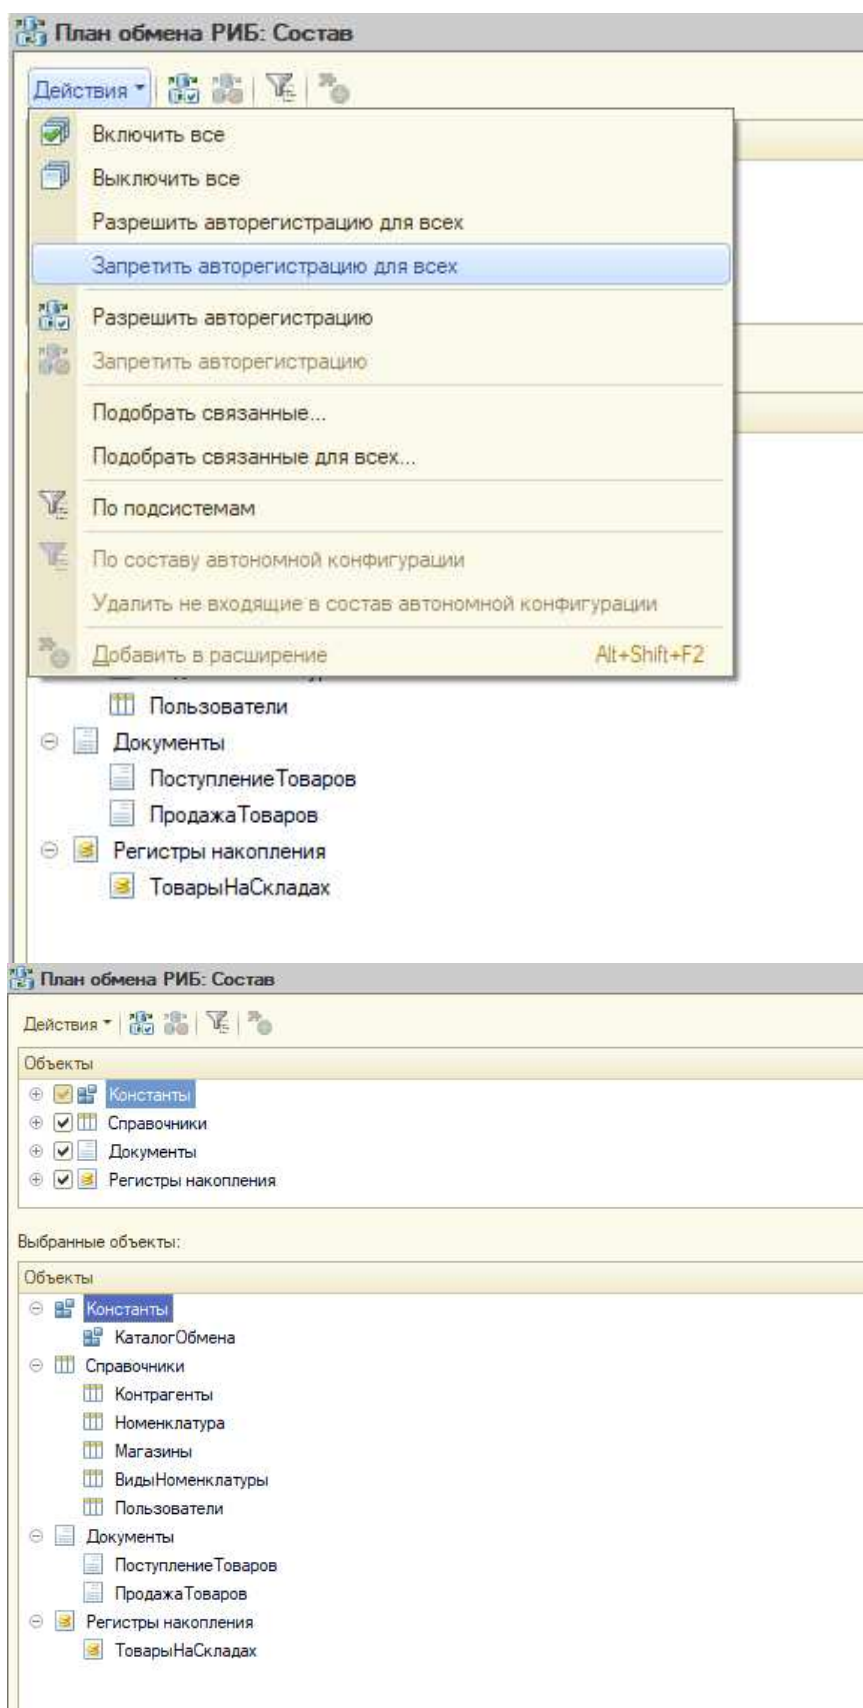 План обмена РИБ: Состав
Действия
Включить все
Выключить все
Разрешить авторегистрацию для всех
Запретить авторегистрацию для всех
Разрешить авторегистрацию
Запретить авторегистрацию
Подобрать связанные...
Подобрать связанные для всех...
По подсистемам
По составу автономной конфигурации
Удалить не входящие в состав автономной конфигурации
Добавить в расширение Alt+Shift+F2
Пользователи
Документы
ПоступлениеТоваров
ПродажаТоваров
Регистры накопления
ТоварыНаСкладах
План обмена РИБ: Состав
Действия
Объекты
Константы
Справочники
Документы
Регистры накопления
Выбранные объекты:
Объекты
Константы
КаталогОбмена
Справочники
Контрагенты
Номенклатура
Магазины
ВидыНоменклатуры
Пользователи
Документы
ПоступлениеТоваров
ПродажаТоваров
Регистры накопления
ТоварыНаСкладах